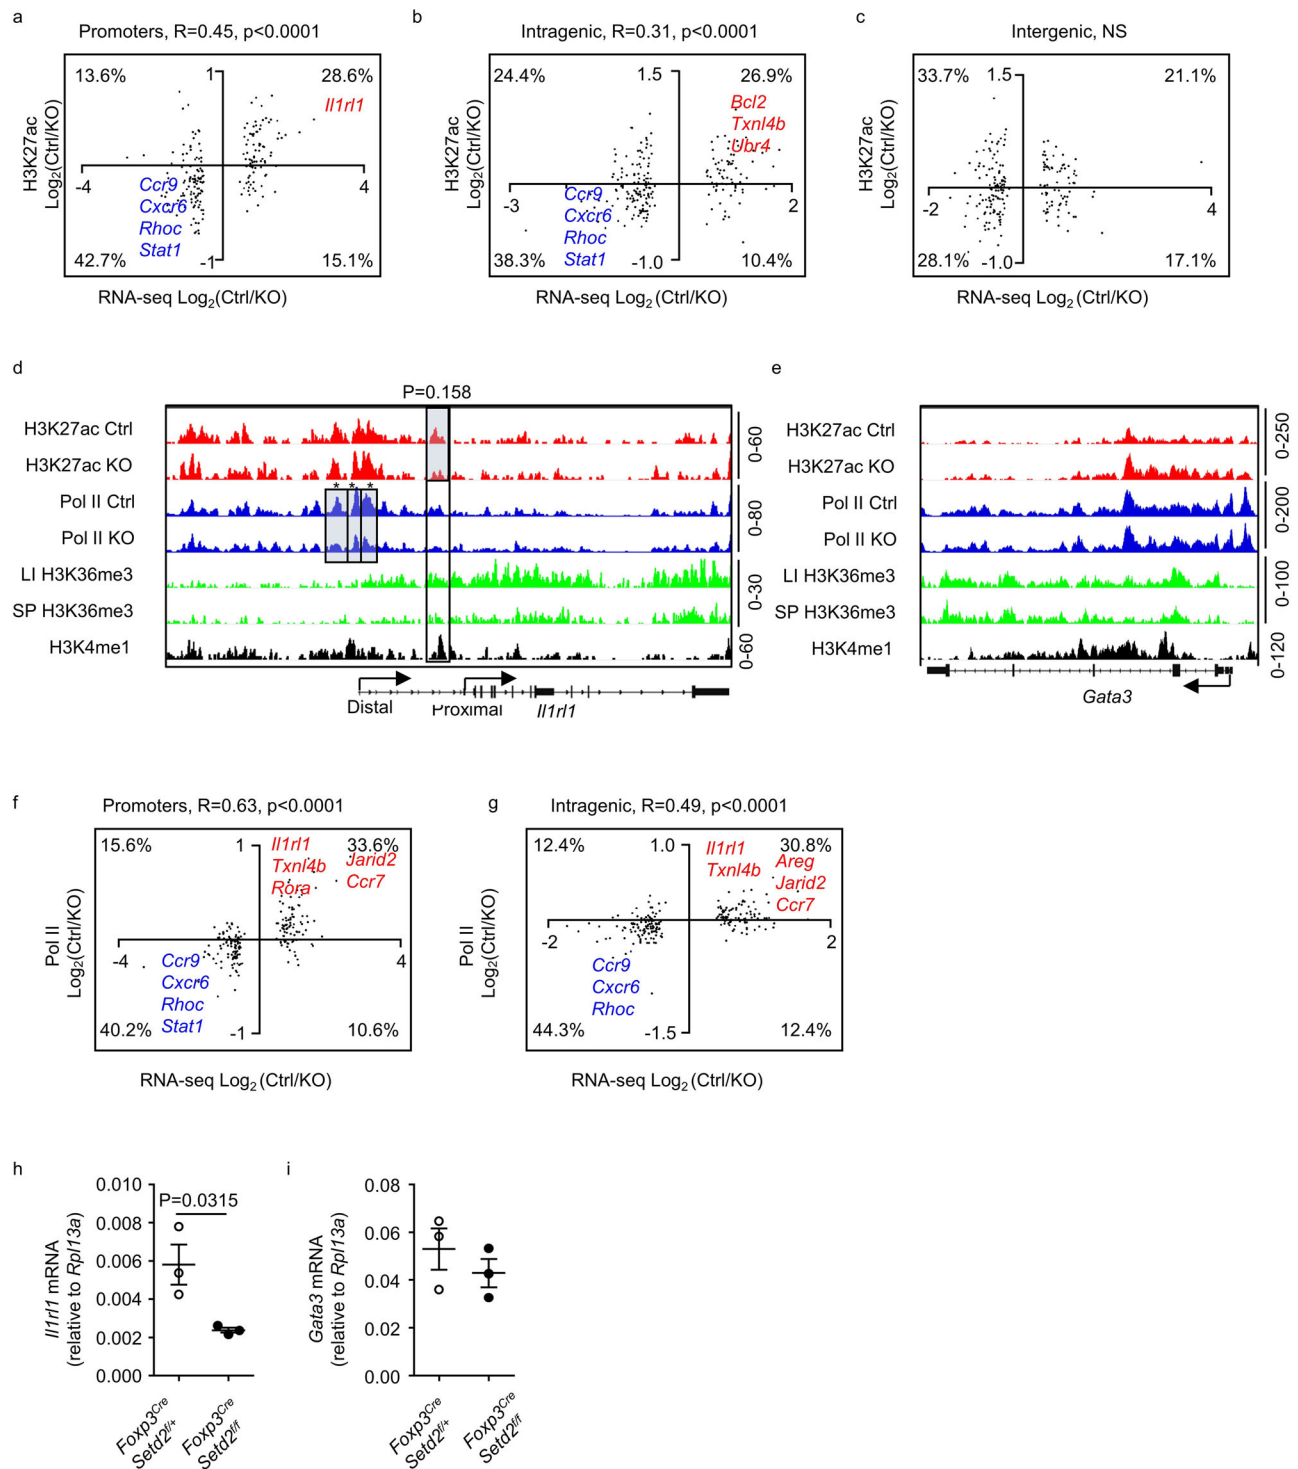 a
Promoters, R=0.45, p<0.0001
13.6%
1
28.6%
Il1rl1
H3K27ac
Log2(Ctrl/KO)
-4
4
Ccr9
Cxcr6
Rhoc
Stat1
42.7%
-1
15.1%
RNA-seq Log2(Ctrl/KO)
b
Intragenic, R=0.31, p<0.0001
24.4%
1.5
26.9%
Bcl2
Txnl4b
Ubr4
H3K27ac
Log2(Ctrl/KO)
-3
2
Ccr9
Cxcr6
Rhoc
Stat1
38.3%
-1.0
10.4%
RNA-seq Log2(Ctrl/KO)
c
Intergenic, NS
33.7%
1.5
21.1%
H3K27ac
Log2(Ctrl/KO)
-2
4
28.1%
-1.0
17.1%
RNA-seq Log2(Ctrl/KO)
d
P=0.158
H3K27ac Ctrl
H3K27ac KO
0-60
* * *
Pol II Ctrl
Pol II KO
0-80
LI H3K36me3
SP H3K36me3
0-30
H3K4me1
0-60
Distal
Proximal
Il1rl1
e
H3K27ac Ctrl
H3K27ac KO
0-250
Pol II Ctrl
Pol II KO
0-200
LI H3K36me3
SP H3K36me3
0-100
H3K4me1
0-120
Gata3
f
Promoters, R=0.63, p<0.0001
15.6%
1
33.6%
Il1rl1
Txnl4b
Rora
Jarid2
Ccr7
Pol II
Log2(Ctrl/KO)
-4
4
Ccr9
Cxcr6
Rhoc
Stat1
40.2%
-1
10.6%
RNA-seq Log2(Ctrl/KO)
g
Intragenic, R=0.49, p<0.0001
12.4%
1.0
30.8%
Il1rl1
Txnl4b
Areg
Jarid2
Ccr7
Pol II
Log2(Ctrl/KO)
-2
2
Ccr9
Cxcr6
Rhoc
44.3%
-1.5
12.4%
RNA-seq Log2(Ctrl/KO)
h
0.010
P=0.0315
0.008
0.006
0.004
0.002
0.000
Il1rl1 mRNA
(relative to Rpl13a)
Foxp3Cre
Setd2f/+
Foxp3Cre
Setd2f/f
i
0.08
0.06
0.04
0.02
0.00
Gata3 mRNA
(relative to Rpl13a)
Foxp3Cre
Setd2f/+
Foxp3Cre
Setd2f/f